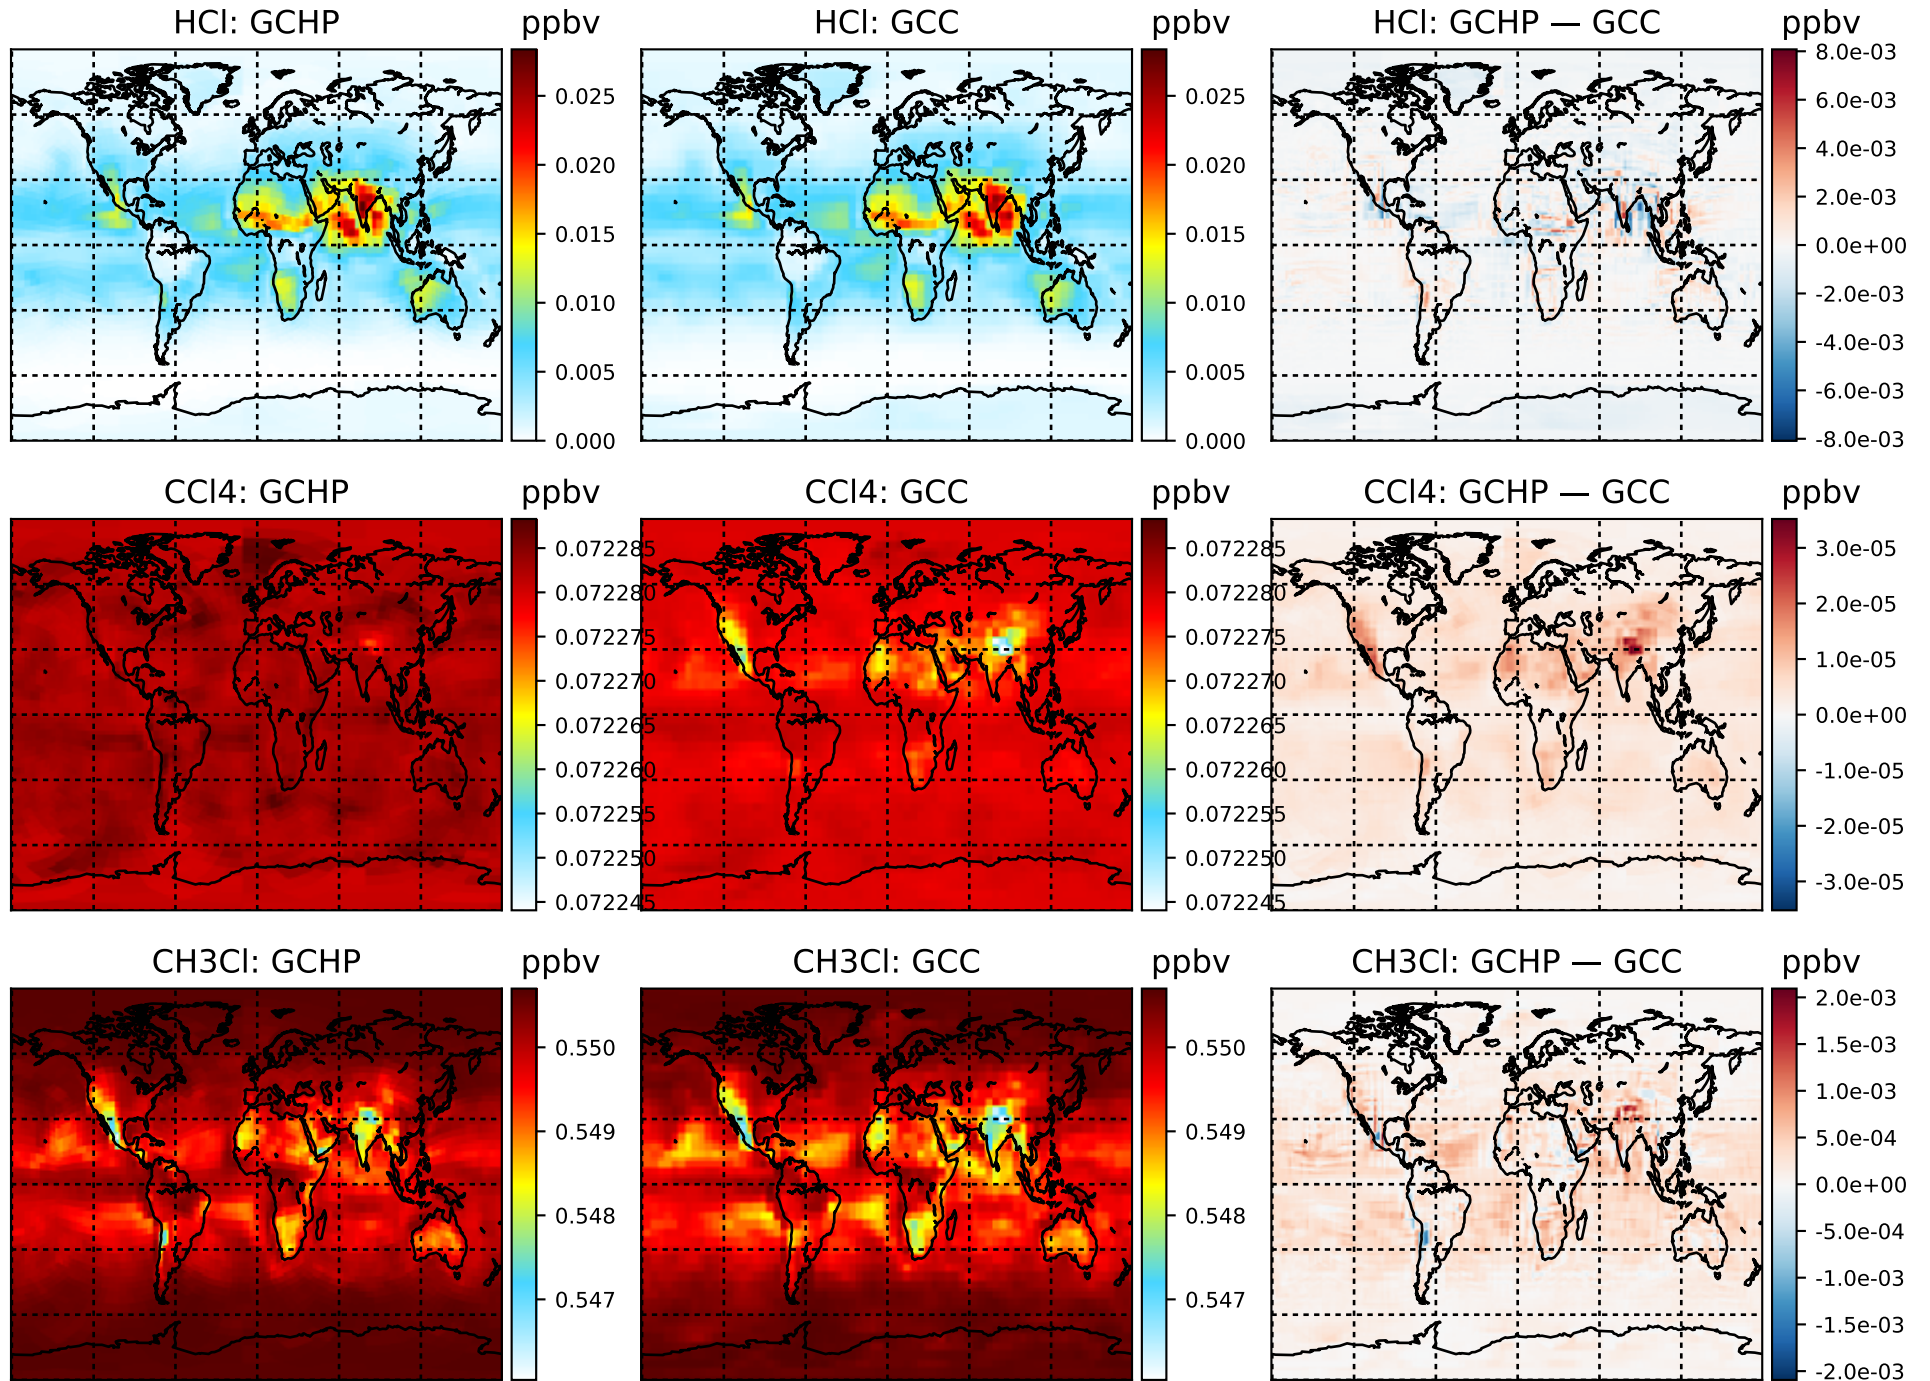 HCl: GCHP
ppbv
HCl: GCC
ppbv
HCl: GCHP — GCC
ppbv
0.025
0.020
0.015
0.010
0.005
0.000
0.025
0.020
0.015
0.010
0.005
0.000
8.0e-03
6.0e-03
4.0e-03
2.0e-03
0.0e+00
-2.0e-03
-4.0e-03
-6.0e-03
-8.0e-03
CCl4: GCHP
ppbv
CCl4: GCC
ppbv
CCl4: GCHP — GCC
ppbv
0.072285
0.072280
0.072275
0.072270
0.072265
0.072260
0.072255
0.072250
0.072245
0.072285
0.072280
0.072275
0.072270
0.072265
0.072260
0.072255
0.072250
0.072245
3.0e-05
2.0e-05
1.0e-05
0.0e+00
-1.0e-05
-2.0e-05
-3.0e-05
CH3Cl: GCHP
ppbv
CH3Cl: GCC
ppbv
CH3Cl: GCHP — GCC
ppbv
0.550
0.549
0.548
0.547
0.550
0.549
0.548
0.547
2.0e-03
1.5e-03
1.0e-03
5.0e-04
0.0e+00
-5.0e-04
-1.0e-03
-1.5e-03
-2.0e-03